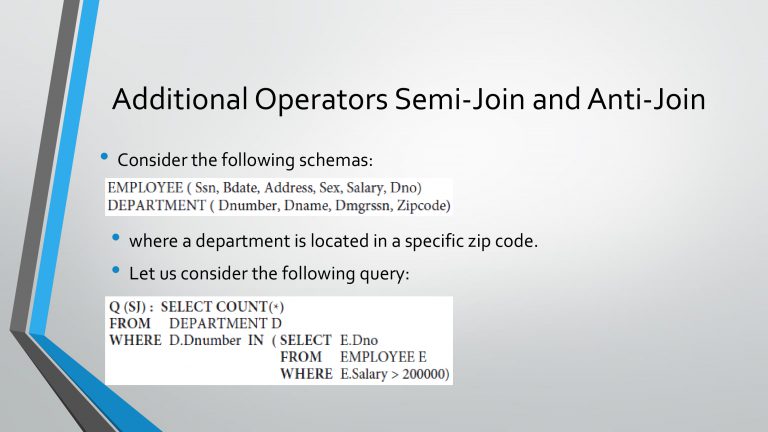 Additional Operators Semi-Join and Anti-Join
• Consider the following schemas:
EMPLOYEE ( Ssn, Bdate, Address, Sex, Salary, Dno)
DEPARTMENT ( Dnumber, Dname, Dmgrssn, Zipcode)
• where a department is located in a specific zip code.
• Let us consider the following query:
Q (SJ) : SELECT COUNT(*)
FROM DEPARTMENT D
WHERE D.Dnumber IN ( SELECT E.Dno
FROM EMPLOYEE E
WHERE E.Salary > 200000)